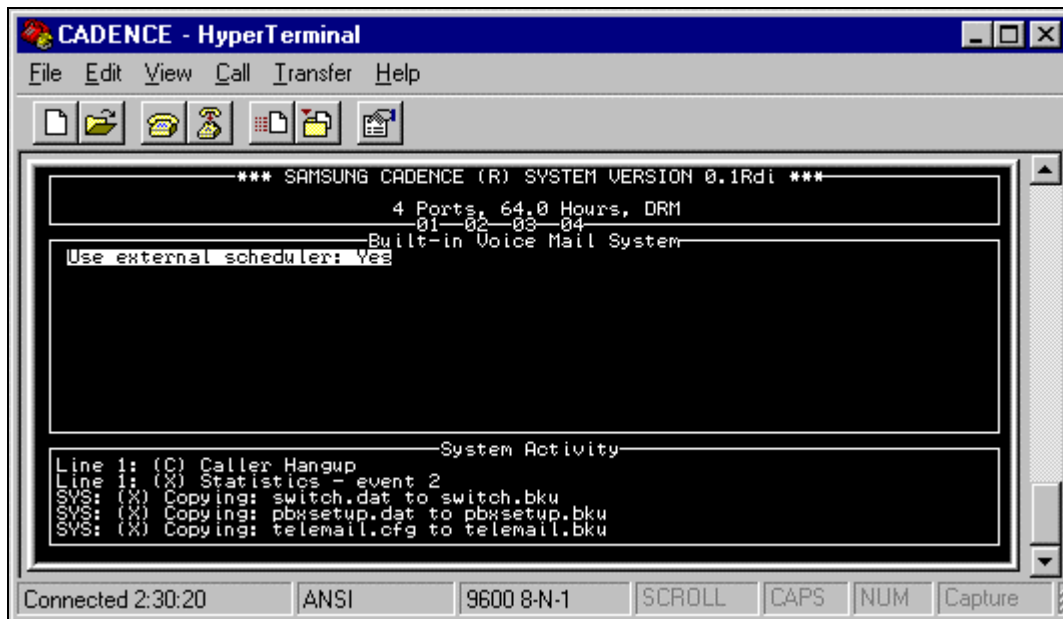 CADENCE - HyperTerminal
File Edit View Call Transfer Help
*** SAMSUNG CADENCE (R) SYSTEM VERSION 0.1Rdi ***
4 Ports, 64.0 Hours, DRM
01 02 03 04
Built-in Voice Mail System
Use external scheduler: Yes
System Activity
Line 1: (C) Caller Hangup
Line 1: (X) Statistics - event 2
SYS: (X) Copying: switch.dat to switch.bku
SYS: (X) Copying: pbxsetup.dat to pbxsetup.bku
SYS: (X) Copying: telemail.cfg to telemail.bku
Connected 2:30:20 ANSI 9600 8-N-1 SCROLL CAPS NUM Capture